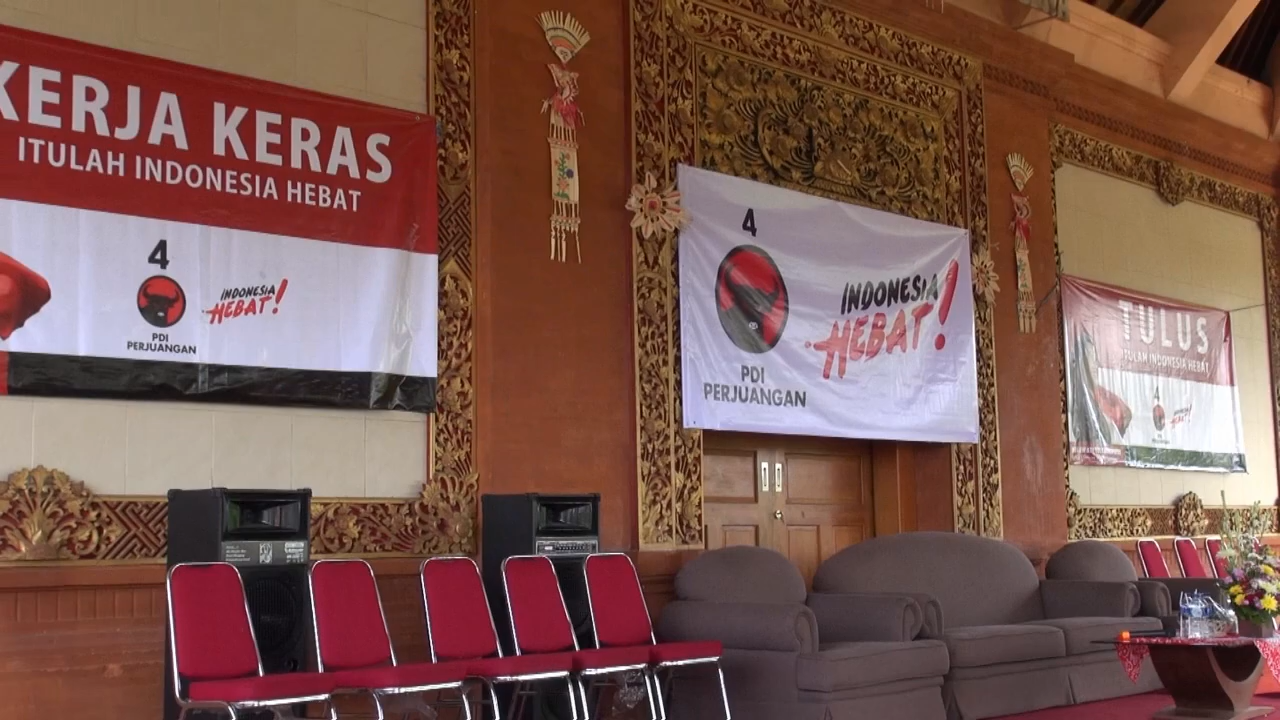 KERJA KERAS
ITULAH INDONESIA HEBAT
4
PDI
PERJUANGAN
INDONESIA
HEBAT!
4
PDI
PERJUANGAN
INDONESIA
HEBAT!
TULUS
ITULAH INDONESIA HEBAT
4